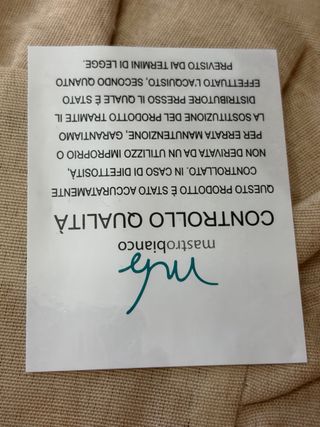 mastrobianco
CONTROLLO QUALITÀ
QUESTO PRODOTTO È STATO ACCURATAMENTE
CONTROLLATO. IN CASO DI DIFETTOSITÀ,
NON DERIVATA DA UN UTILIZZO IMPROPRIO O
PER ERRATA MANUTENZIONE, GARANTIAMO,
LA SOSTITUZIONE DEL PRODOTTO TRAMITE IL
DISTRIBUTORE PRESSO IL QUALE È STATO
EFFETTUATO L'ACQUISTO, SECONDO QUANTO
PREVISTO DAI TERMINI DI LEGGE.